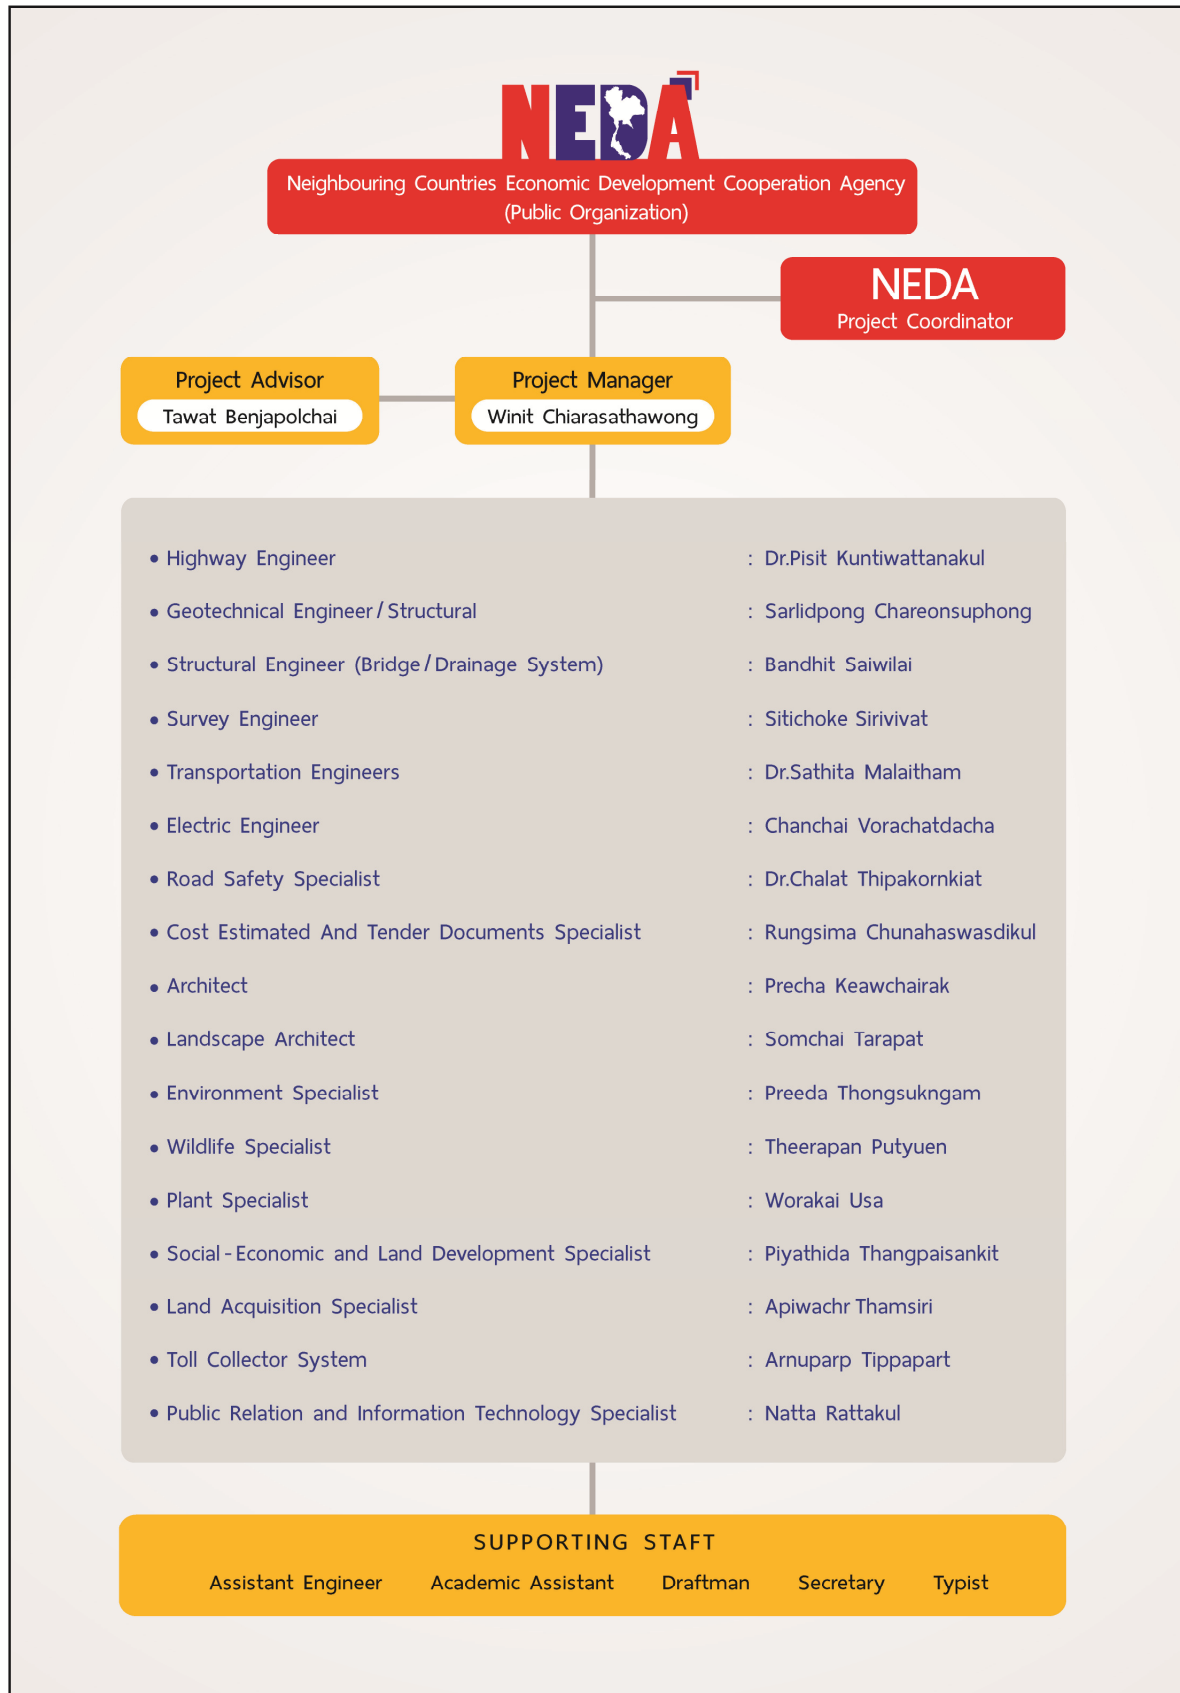 NEDA
Neighbouring Countries Economic Development Cooperation Agency
(Public Organization)
NEDA
Project Coordinator
Project Advisor
Tawat Benjapolchai
Project Manager
Winit Chiarasathawong
• Highway Engineer : Dr.Pisit Kuntiwattanakul
• Geotechnical Engineer/Structural : Sarlidpong Chareonsuphong
• Structural Engineer (Bridge/Drainage System) : Bandhit Saiwilai
• Survey Engineer : Sitichoke Sirivivat
• Transportation Engineers : Dr.Sathita Malaitham
• Electric Engineer : Chanchai Vorachatdacha
• Road Safety Specialist : Dr.Chalat Thipakornkiat
• Cost Estimated And Tender Documents Specialist : Rungsima Chunahaswasdikul
• Architect : Precha Keawchairak
• Landscape Architect : Somchai Tarapat
• Environment Specialist : Preeda Thongsukngam
• Wildlife Specialist : Theerapan Putyuen
• Plant Specialist : Worakai Usa
• Social-Economic and Land Development Specialist : Piyathida Thangpaisankit
• Land Acquisition Specialist : Apiwachr Thamsiri
• Toll Collector System : Arnuparp Tippapart
• Public Relation and Information Technology Specialist : Natta Rattakul
SUPPORTING STAFF
Assistant Engineer Academic Assistant Draftman Secretary Typist